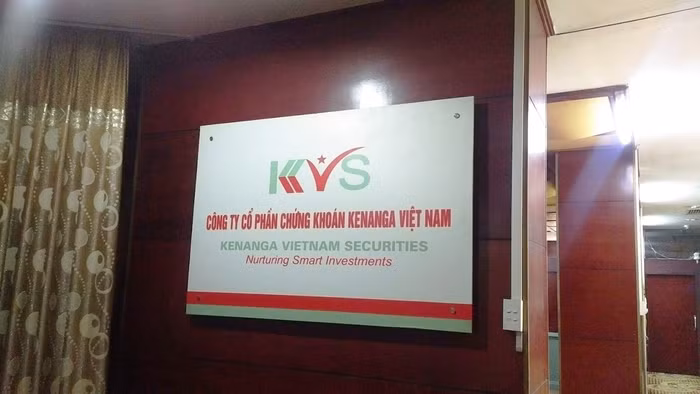 KVS
CÔNG TY CỔ PHẦN CHỨNG KHOÁN KENANGA VIỆT NAM
KENANGA VIETNAM SECURITIES
Nurturing Smart Investments